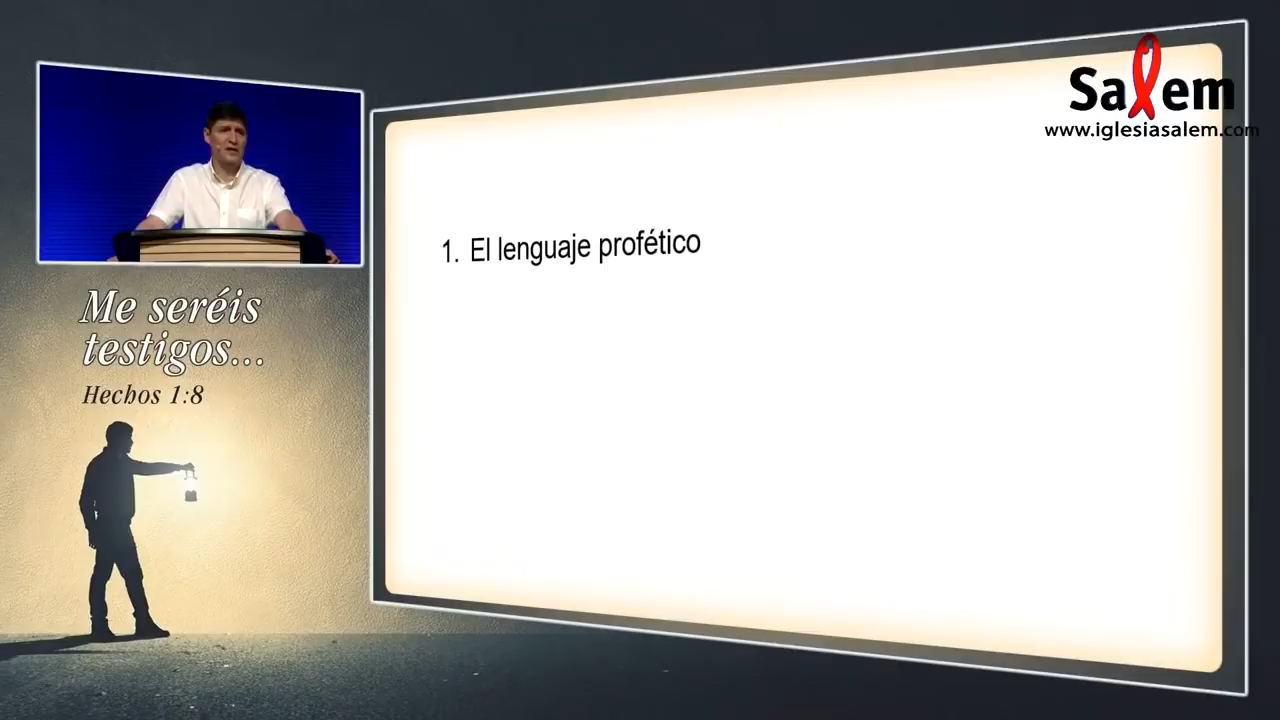 Salem
www.iglesiasalem.com
1. El lenguaje profético
Me seréis
testigos...
Hechos 1:8